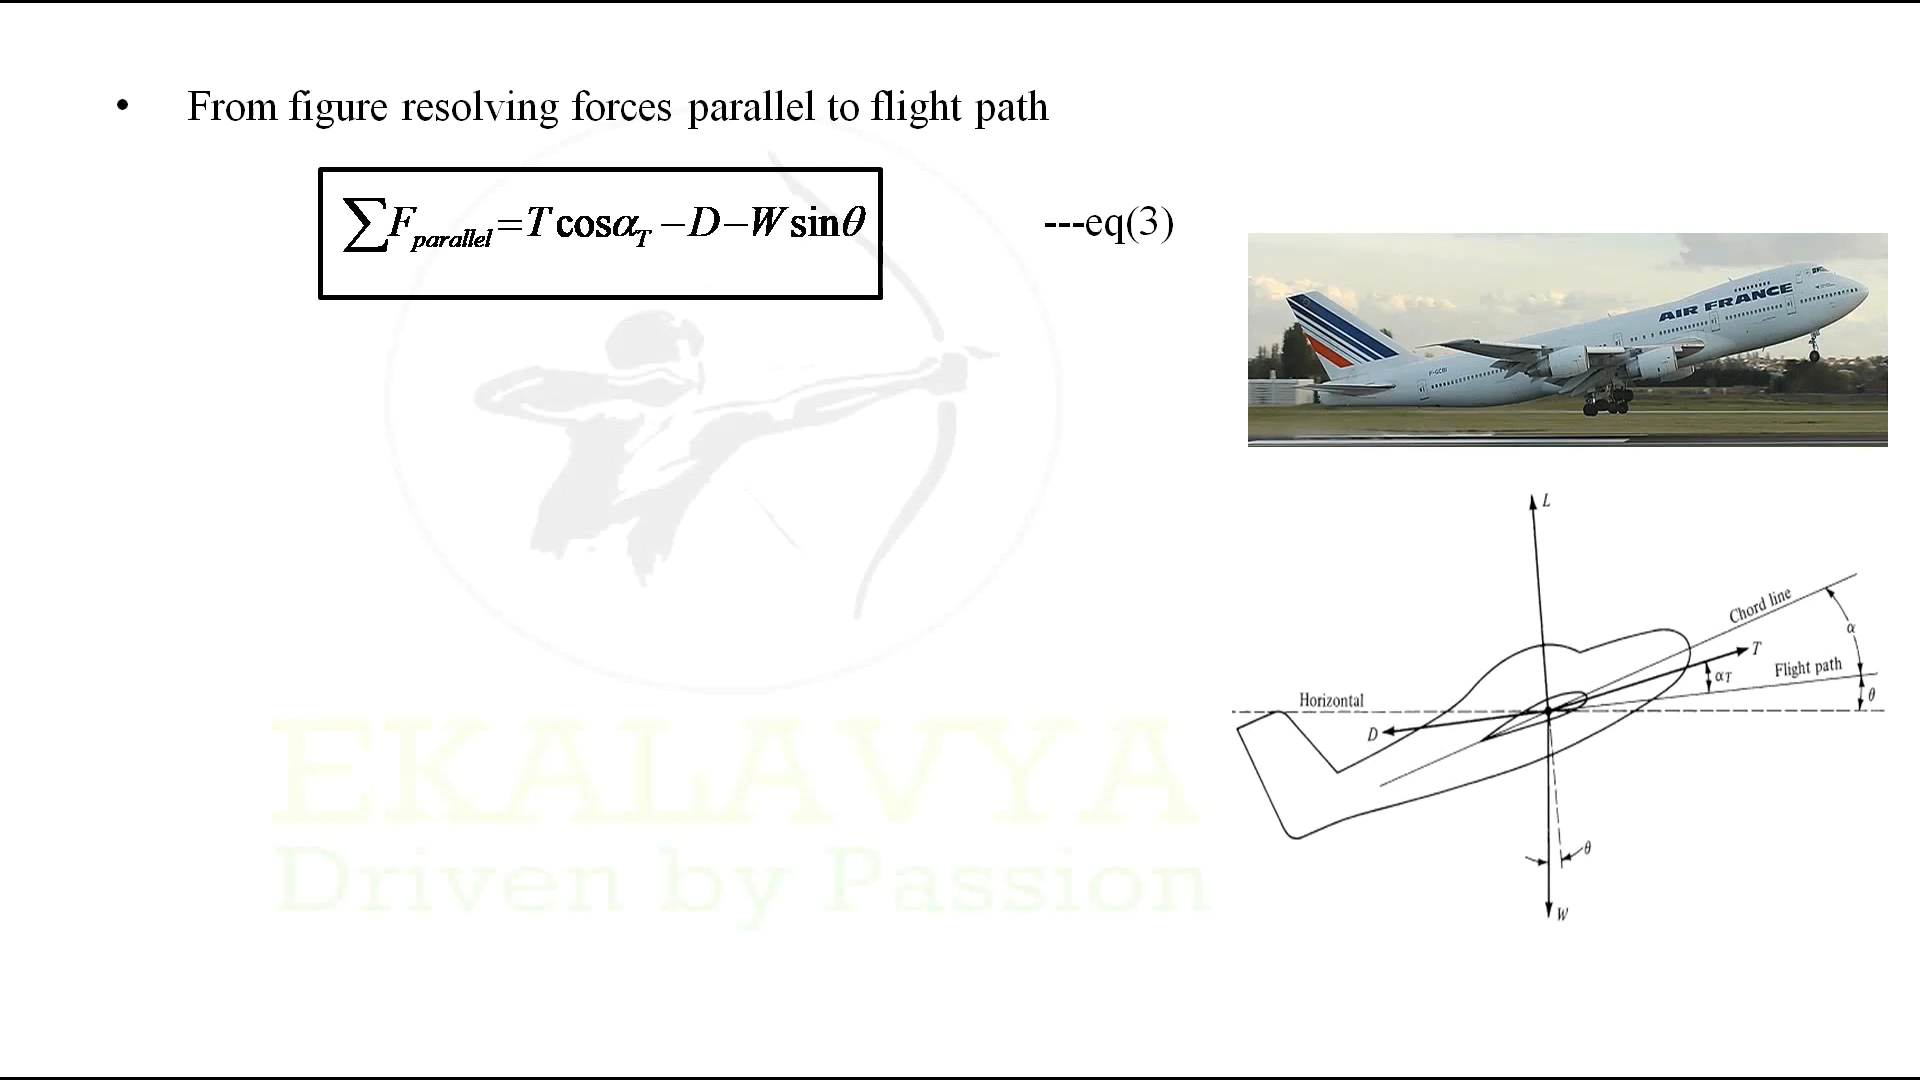 • From figure resolving forces parallel to flight path
∑F_parallel = T cosα_T − D − W sinθ
---eq(3)
AIR FRANCE
F-GCBI
L
Chord line
α
T
Flight path
α_T
θ
Horizontal
D
θ
W
EKALAVYA
Driven by Passion